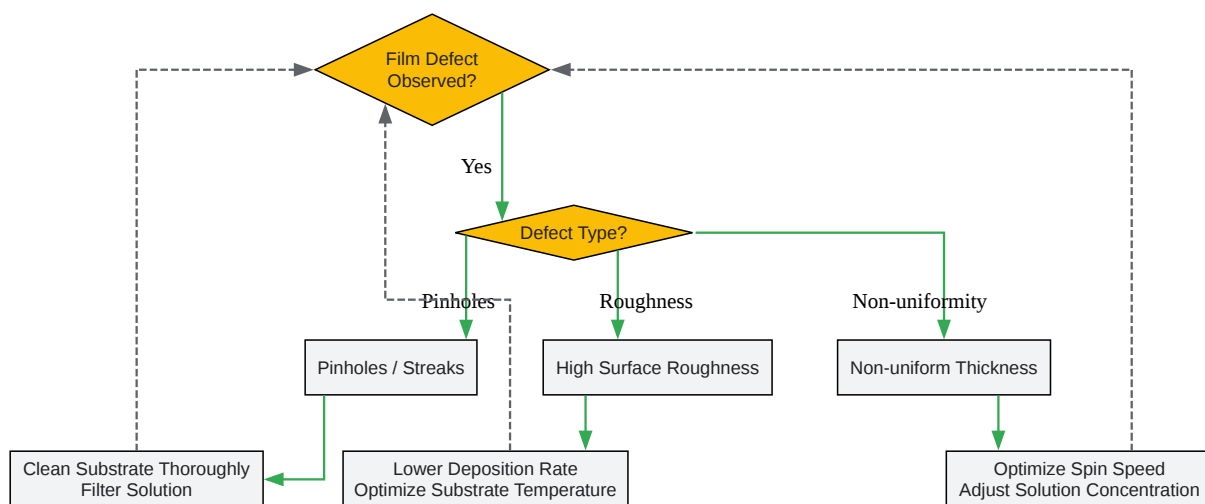 Film Defect
Observed?
Yes
Defect Type?
Pinholes
Roughness
Non-uniformity
Pinholes / Streaks
High Surface Roughness
Non-uniform Thickness
Clean Substrate Thoroughly
Filter Solution
Lower Deposition Rate
Optimize Substrate Temperature
Optimize Spin Speed
Adjust Solution Concentration